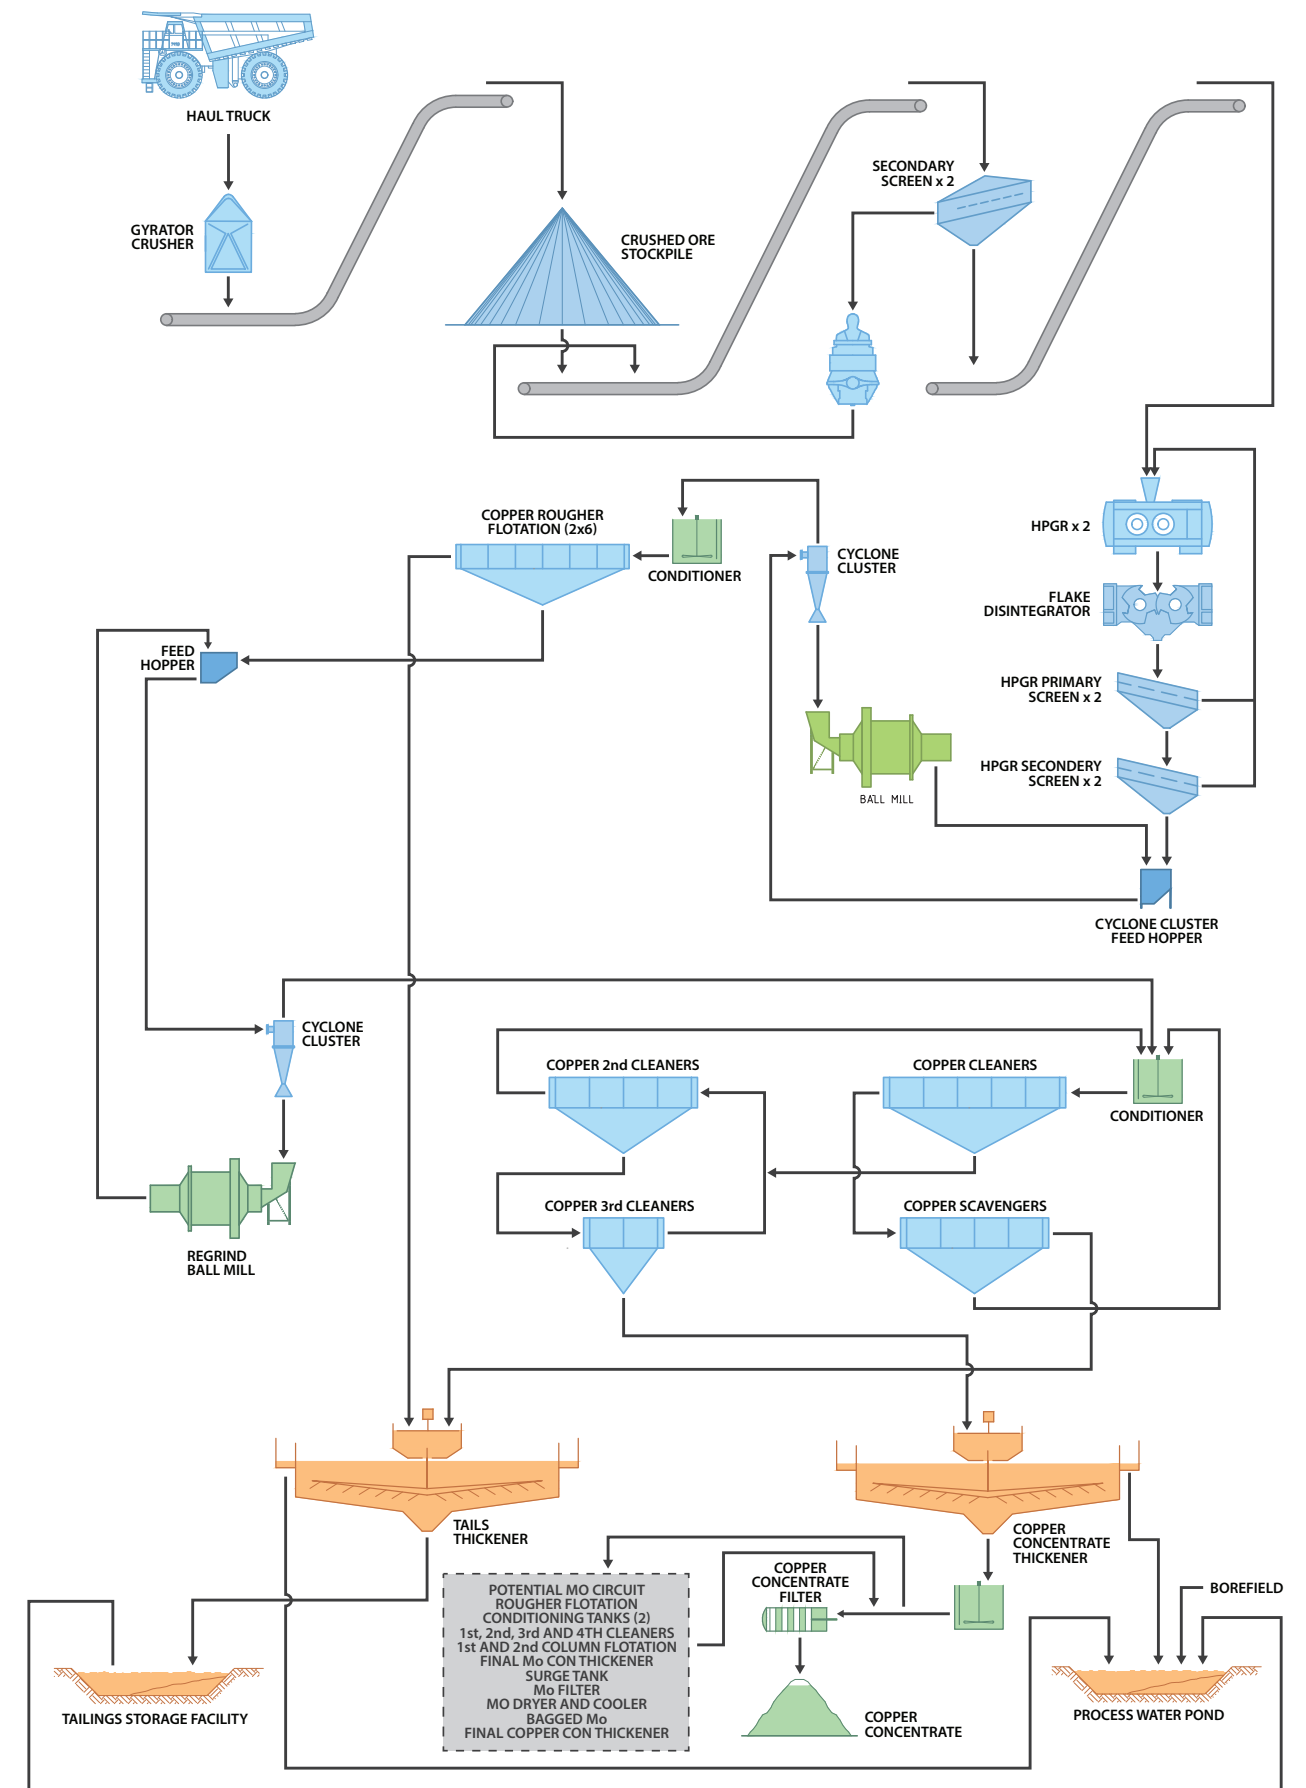 HAUL TRUCK
GYRATOR
CRUSHER
CRUSHED ORE
STOCKPILE
SECONDARY
SCREEN x 2
HPGR x 2
FLAKE
DISINTEGRATOR
HPGR PRIMARY
SCREEN x 2
HPGR SECONDERY
SCREEN x 2
CYCLONE CLUSTER
FEED HOPPER
COPPER ROUGHER
FLOTATION (2x6)
CONDITIONER
CYCLONE
CLUSTER
BALL MILL
FEED
HOPPER
CYCLONE
CLUSTER
REGRIND
BALL MILL
COPPER 2nd CLEANERS
COPPER CLEANERS
CONDITIONER
COPPER 3rd CLEANERS
COPPER SCAVENGERS
TAILS
THICKENER
COPPER
CONCENTRATE
THICKENER
COPPER
CONCENTRATE
FILTER
BOREFIELD
POTENTIAL MO CIRCUIT
ROUGHER FLOTATION
CONDITIONING TANKS (2)
1st, 2nd, 3rd AND 4TH CLEANERS
1st AND 2nd COLUMN FLOTATION
FINAL Mo CON THICKENER
SURGE TANK
Mo FILTER
MO DRYER AND COOLER
BAGGED Mo
FINAL COPPER CON THICKENER
TAILINGS STORAGE FACILITY
COPPER
CONCENTRATE
PROCESS WATER POND